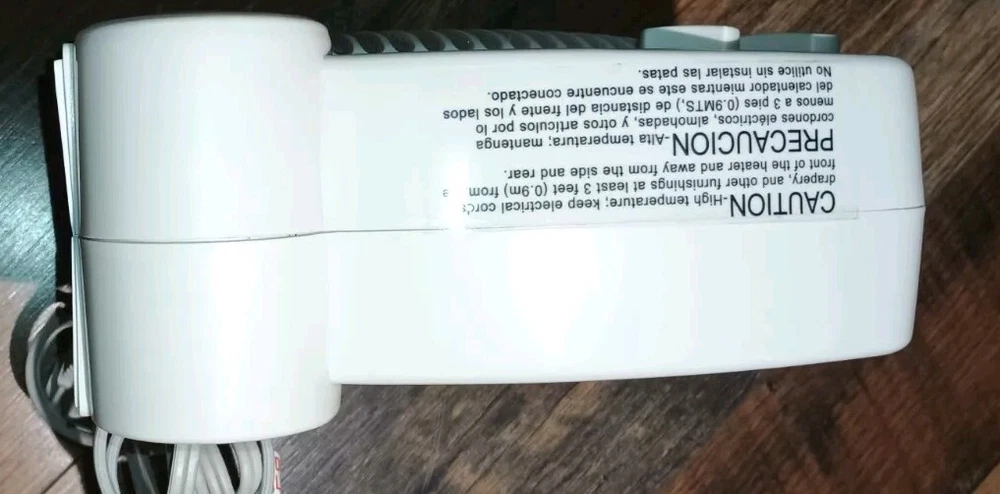 CAUTION-High temperature; keep electrical cords
drapery, and other furnishings at least 3 feet (0.9m) from
front of the heater and away from the side and rear.
PRECAUCION-Alta temperatura; mantenga
cordones eléctricos, almohadas, y otros artículos por lo
menos a 3 pies (0.9MTS,) de distancia del frente y los lados
del calentador mientras este se encuentre conectado.
No utilice sin instalar las patas.